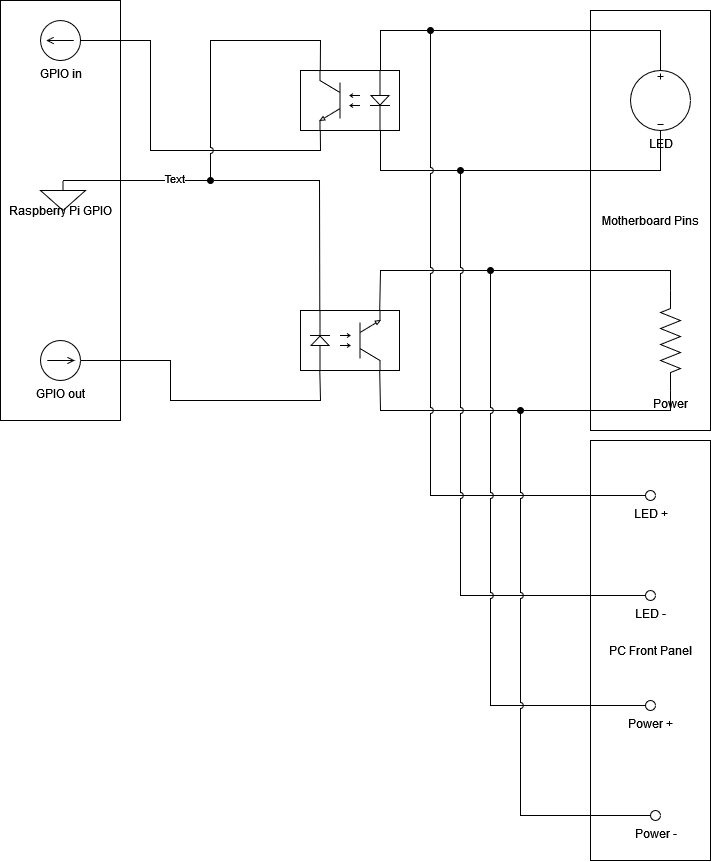 GPIO in
+
−
LED
Text
Raspberry Pi GPIO
Motherboard Pins
GPIO out
Power
LED +
LED -
PC Front Panel
Power +
Power -